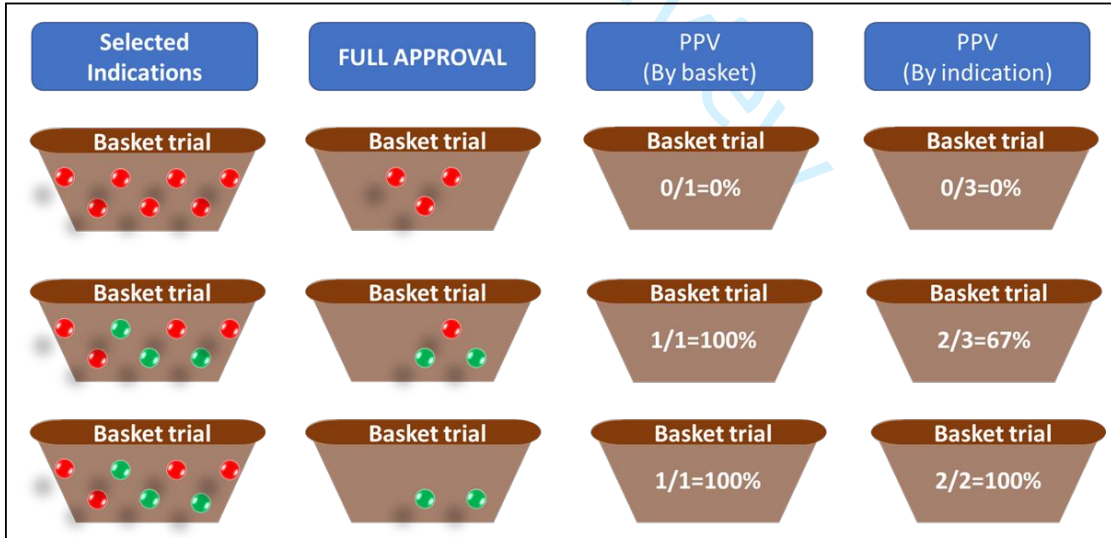 Selected
Indications
FULL APPROVAL
PPV
(By basket)
PPV
(By indication)
Basket trial
Basket trial
Basket trial
0/1=0%
Basket trial
0/3=0%
Basket trial
Basket trial
Basket trial
1/1=100%
Basket trial
2/3=67%
Basket trial
Basket trial
Basket trial
1/1=100%
Basket trial
2/2=100%